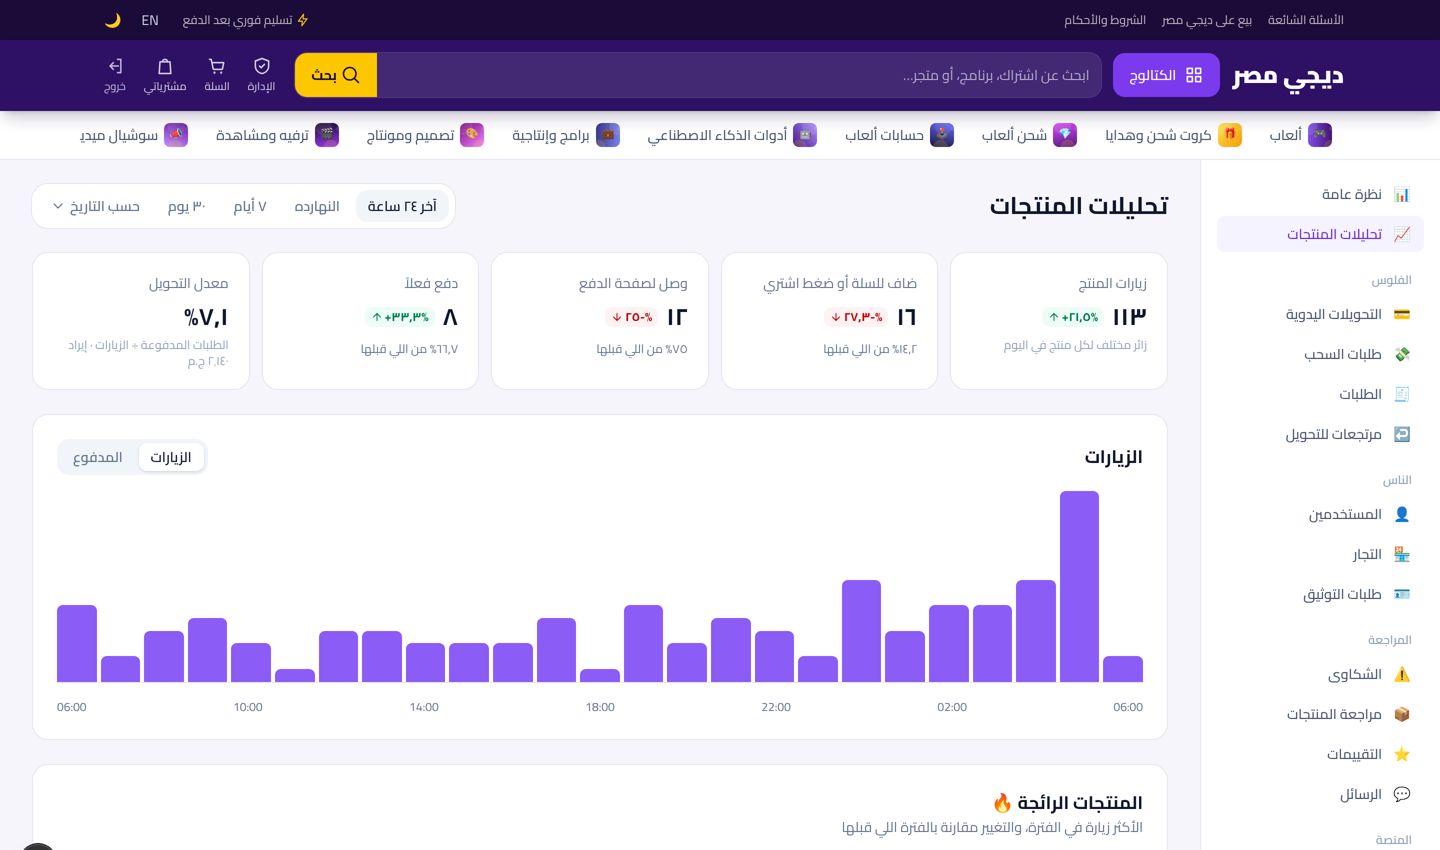 الأسئلة الشائعة
بيع على ديجي مصر
الشروط والأحكام
تسليم فوري بعد الدفع
EN
ديجي مصر
الكتالوج
ابحث عن اشتراك، برنامج، أو متجر...
بحث
الإدارة
السلة
مشترياتي
خروج
ألعاب
كروت شحن وهدايا
شحن ألعاب
حسابات ألعاب
أدوات الذكاء الاصطناعي
برامج وإنتاجية
تصميم ومونتاج
ترفيه ومشاهدة
سوشيال ميديا
نظرة عامة
تحليلات المنتجات
الفلوس
التحويلات اليدوية
طلبات السحب
الطلبات
مرتجعات للتحويل
الناس
المستخدمين
التجار
طلبات التوثيق
المراجعة
الشكاوى
مراجعة المنتجات
التقييمات
الرسائل
المنصة
تحليلات المنتجات
آخر ٢٤ ساعة
النهارده
٧ أيام
٣٠ يوم
حسب التاريخ
زيارات المنتج
١١٣
+٢١,٥% ↑
زائر مختلف لكل منتج في اليوم
ضاف للسلة أو ضغط اشتري
١٦
-٢٧,٣% ↓
١٤,٢% من اللي قبلها
وصل لصفحة الدفع
١٢
-٢٥% ↓
٧٥% من اللي قبلها
دفع فعلاً
٨
+٣٣,٣% ↑
٦٦,٧% من اللي قبلها
معدل التحويل
٧,١%
الطلبات المدفوعة ÷ الزيارات · إيراد
٢,١٤٠ ج.م
الزيارات
الزيارات
المدفوع
06:00
10:00
14:00
18:00
22:00
02:00
06:00
المنتجات الرائجة 🔥
الأكثر زيارة في الفترة، والتغيير مقارنة بالفترة اللي قبلها